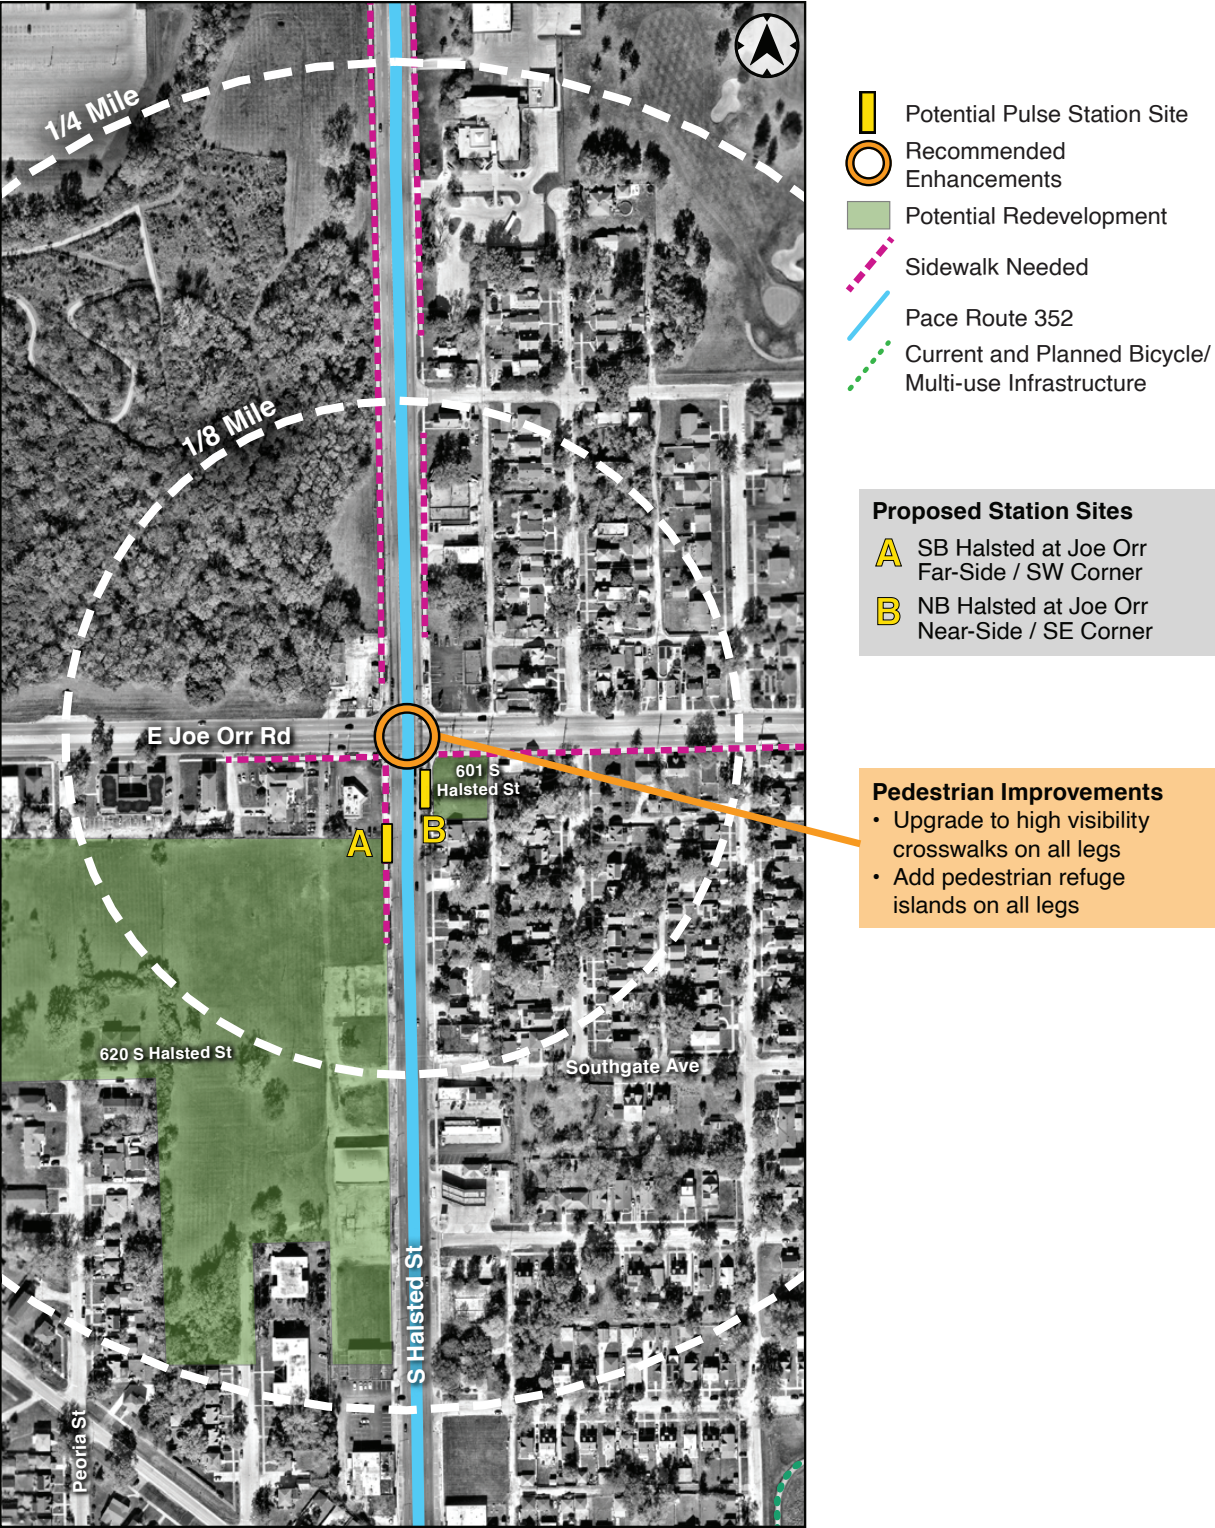 1/4 Mile
1/8 Mile
E Joe Orr Rd
601 S
Halsted St
A
B
620 S Halsted St
Southgate Ave
S Halsted St
Peoria St
Potential Pulse Station Site
Recommended
Enhancements
Potential Redevelopment
Sidewalk Needed
Pace Route 352
Current and Planned Bicycle/
Multi-use Infrastructure
Proposed Station Sites
A SB Halsted at Joe Orr
Far-Side / SW Corner
B NB Halsted at Joe Orr
Near-Side / SE Corner
Pedestrian Improvements
• Upgrade to high visibility
crosswalks on all legs
• Add pedestrian refuge
islands on all legs